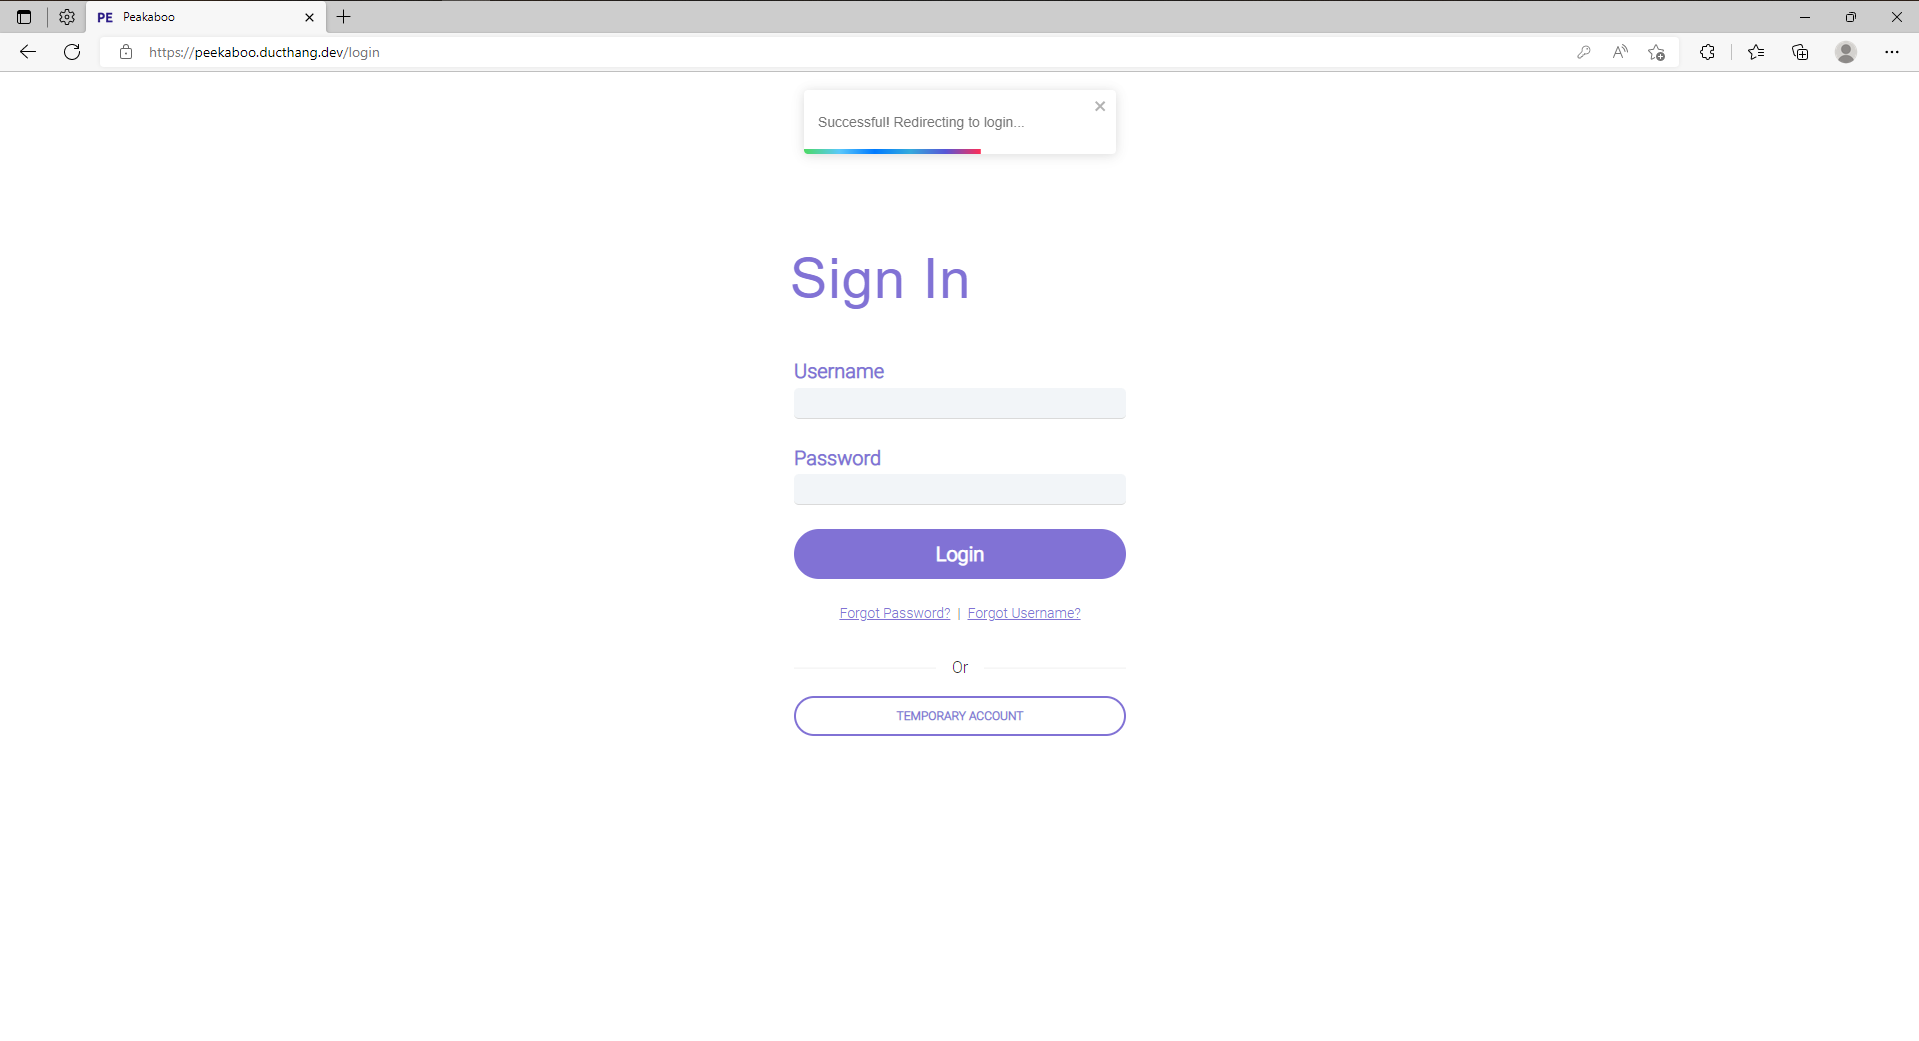 PE Peakaboo
https://peekaboo.ducthang.dev/login
Successful! Redirecting to login...
Sign In
Username
Password
Login
Forgot Password? | Forgot Username?
Or
TEMPORARY ACCOUNT